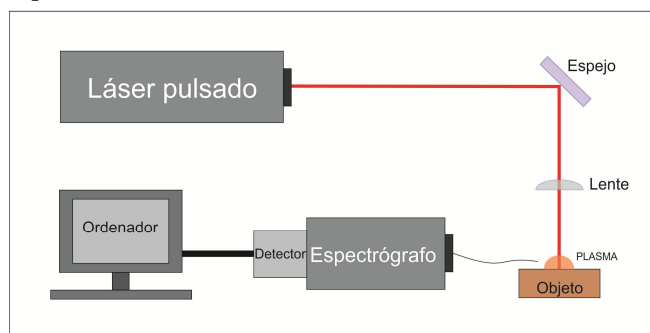 Láser pulsado
Espejo
Lente
Ordenador
Detector
Espectrógrafo
PLASMA
Objeto